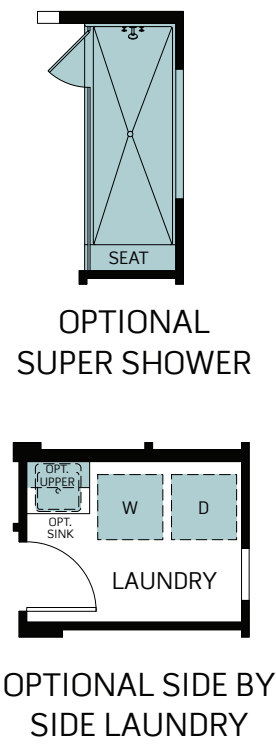 SEAT
OPTIONAL
SUPER SHOWER
OPT.
UPPER
W
D
OPT.
SINK
LAUNDRY
OPTIONAL SIDE BY
SIDE LAUNDRY